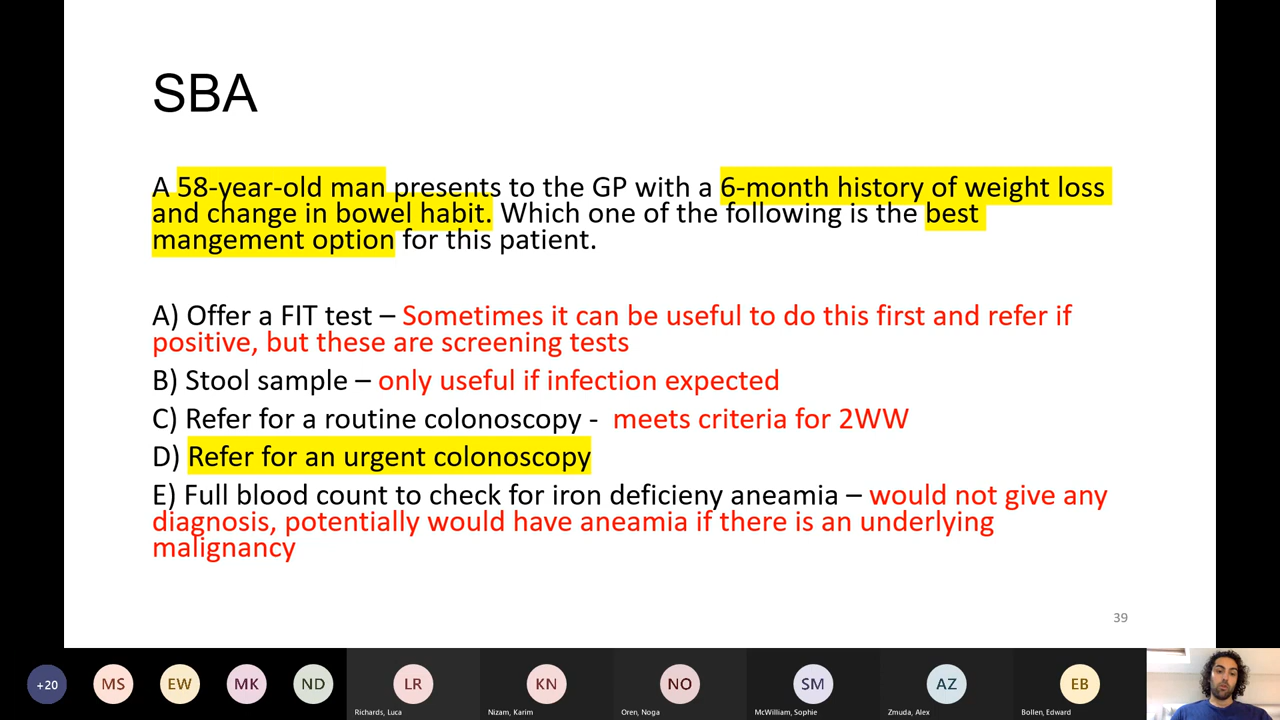 SBA
A 58-year-old man presents to the GP with a 6-month history of weight loss
and change in bowel habit. Which one of the following is the best
mangement option for this patient.
A) Offer a FIT test – Sometimes it can be useful to do this first and refer if
positive, but these are screening tests
B) Stool sample – only useful if infection expected
C) Refer for a routine colonoscopy - meets criteria for 2WW
D) Refer for an urgent colonoscopy
E) Full blood count to check for iron deficieny aneamia – would not give any
diagnosis, potentially would have aneamia if there is an underlying
malignancy
39
+20 MS EW MK ND LR KN NO SM AZ EB
Richards, Luca Nizam, Karim Oren, Noga McWilliam, Sophie Zmuda, Alex Bollen, Edward